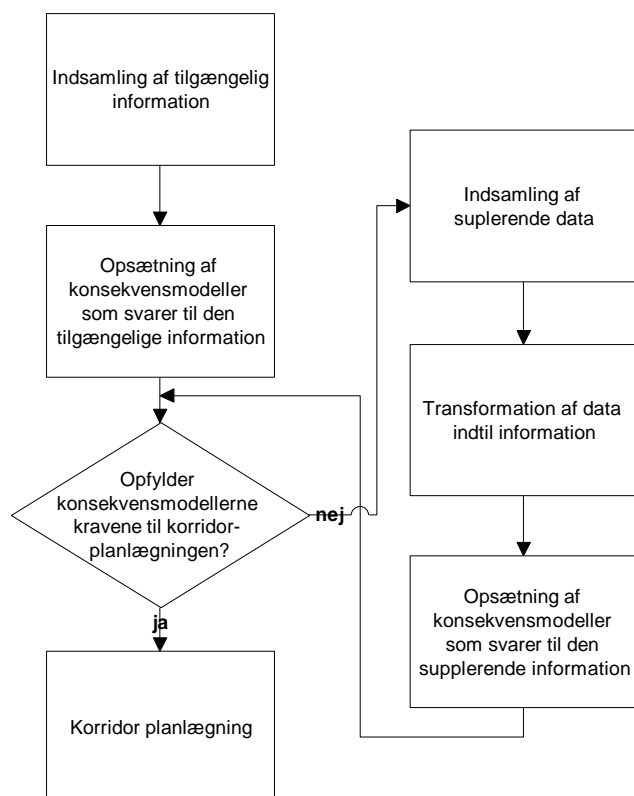 Indsamling af tilgængelig
information
Opsætning af
konsekvensmodeller
som svarer til den
tilgængelige information
Opfylder
konsekvensmodellerne
kravene til korridor-
planlægningen?
nej
ja
Korridor planlægning
Indsamling af
suplerende data
Transformation af data
indtil information
Opsætning af
konsekvensmodeller
som svarer til den
supplerende information